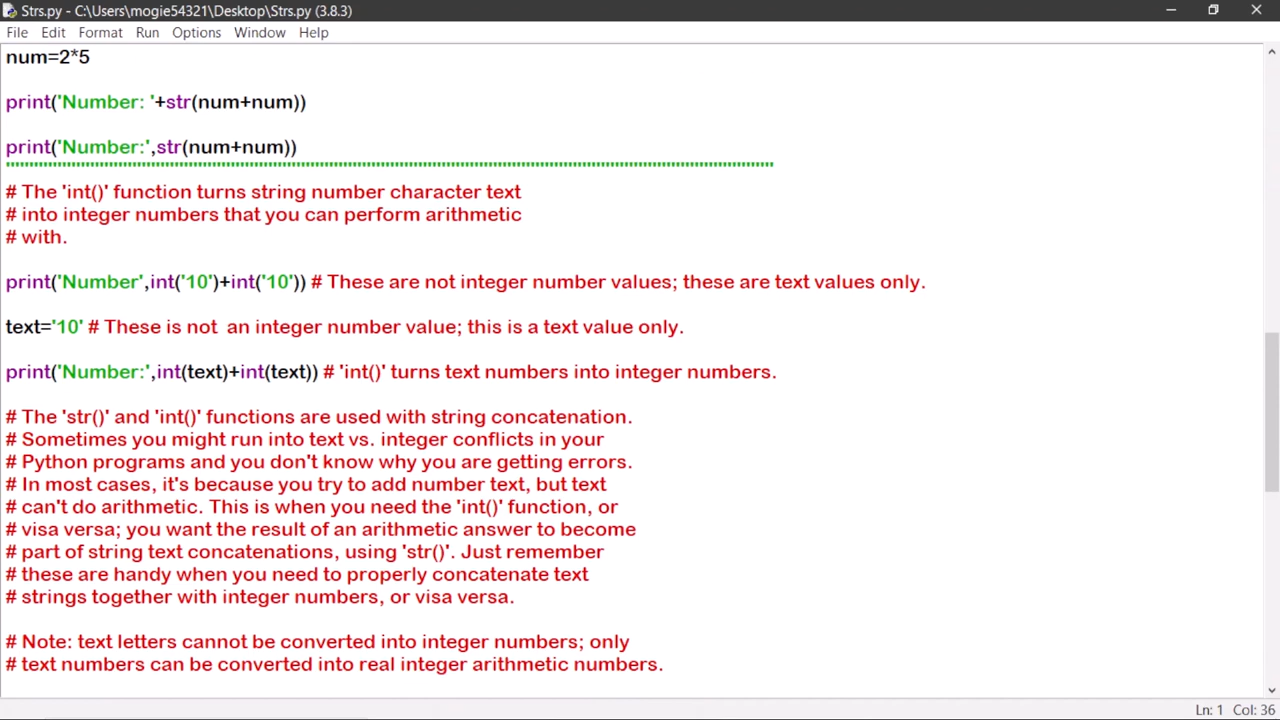 Strs.py - C:\Users\mogie54321\Desktop\Strs.py (3.8.3)
File Edit Format Run Options Window Help
num=2*5
print('Number: '+str(num+num))
print('Number:',str(num+num))
# The 'int()' function turns string number character text
# into integer numbers that you can perform arithmetic
# with.
print('Number',int('10')+int('10')) # These are not integer number values; these are text values only.
text='10' # These is not  an integer number value; this is a text value only.
print('Number:',int(text)+int(text)) # 'int()' turns text numbers into integer numbers.
# The 'str()' and 'int()' functions are used with string concatenation.
# Sometimes you might run into text vs. integer conflicts in your
# Python programs and you don't know why you are getting errors.
# In most cases, it's because you try to add number text, but text
# can't do arithmetic. This is when you need the 'int()' function, or
# visa versa; you want the result of an arithmetic answer to become
# part of string text concatenations, using 'str()'. Just remember
# these are handy when you need to properly concatenate text
# strings together with integer numbers, or visa versa.
# Note: text letters cannot be converted into integer numbers; only
# text numbers can be converted into real integer arithmetic numbers.
Ln: 1 Col: 36